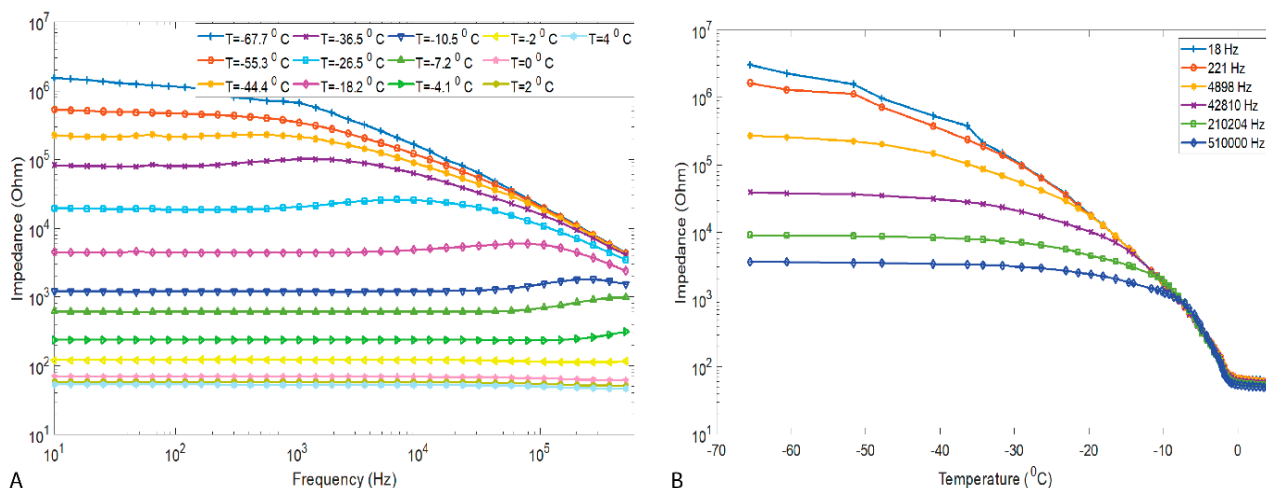 10^7
10^6
10^5
10^4
10^3
10^2
10^1
Impedance (Ohm)
T=-67.7 ⁰ C T=-36.5 ⁰ C T=-10.5 ⁰ C T=-2 ⁰ C T=4 ⁰ C
T=-55.3 ⁰ C T=-26.5 ⁰ C T=-7.2 ⁰ C T=0 ⁰ C
T=-44.4 ⁰ C T=-18.2 ⁰ C T=-4.1 ⁰ C T=2⁰ C
10^1 10^2 10^3 10^4 10^5
Frequency (Hz)
A
10^7
10^6
10^5
10^4
10^3
10^2
10^1
Impedance (Ohm)
18 Hz
221 Hz
4898 Hz
42810 Hz
210204 Hz
510000 Hz
-70 -60 -50 -40 -30 -20 -10 0
Temperature (⁰C)
B